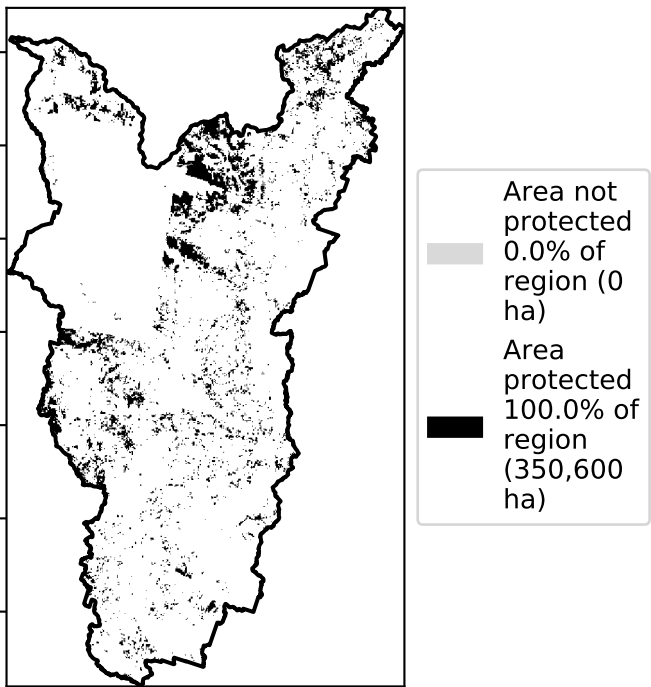 Area not
protected
0.0% of
region (0
ha)
Area
protected
100.0% of
region
(350,600
ha)